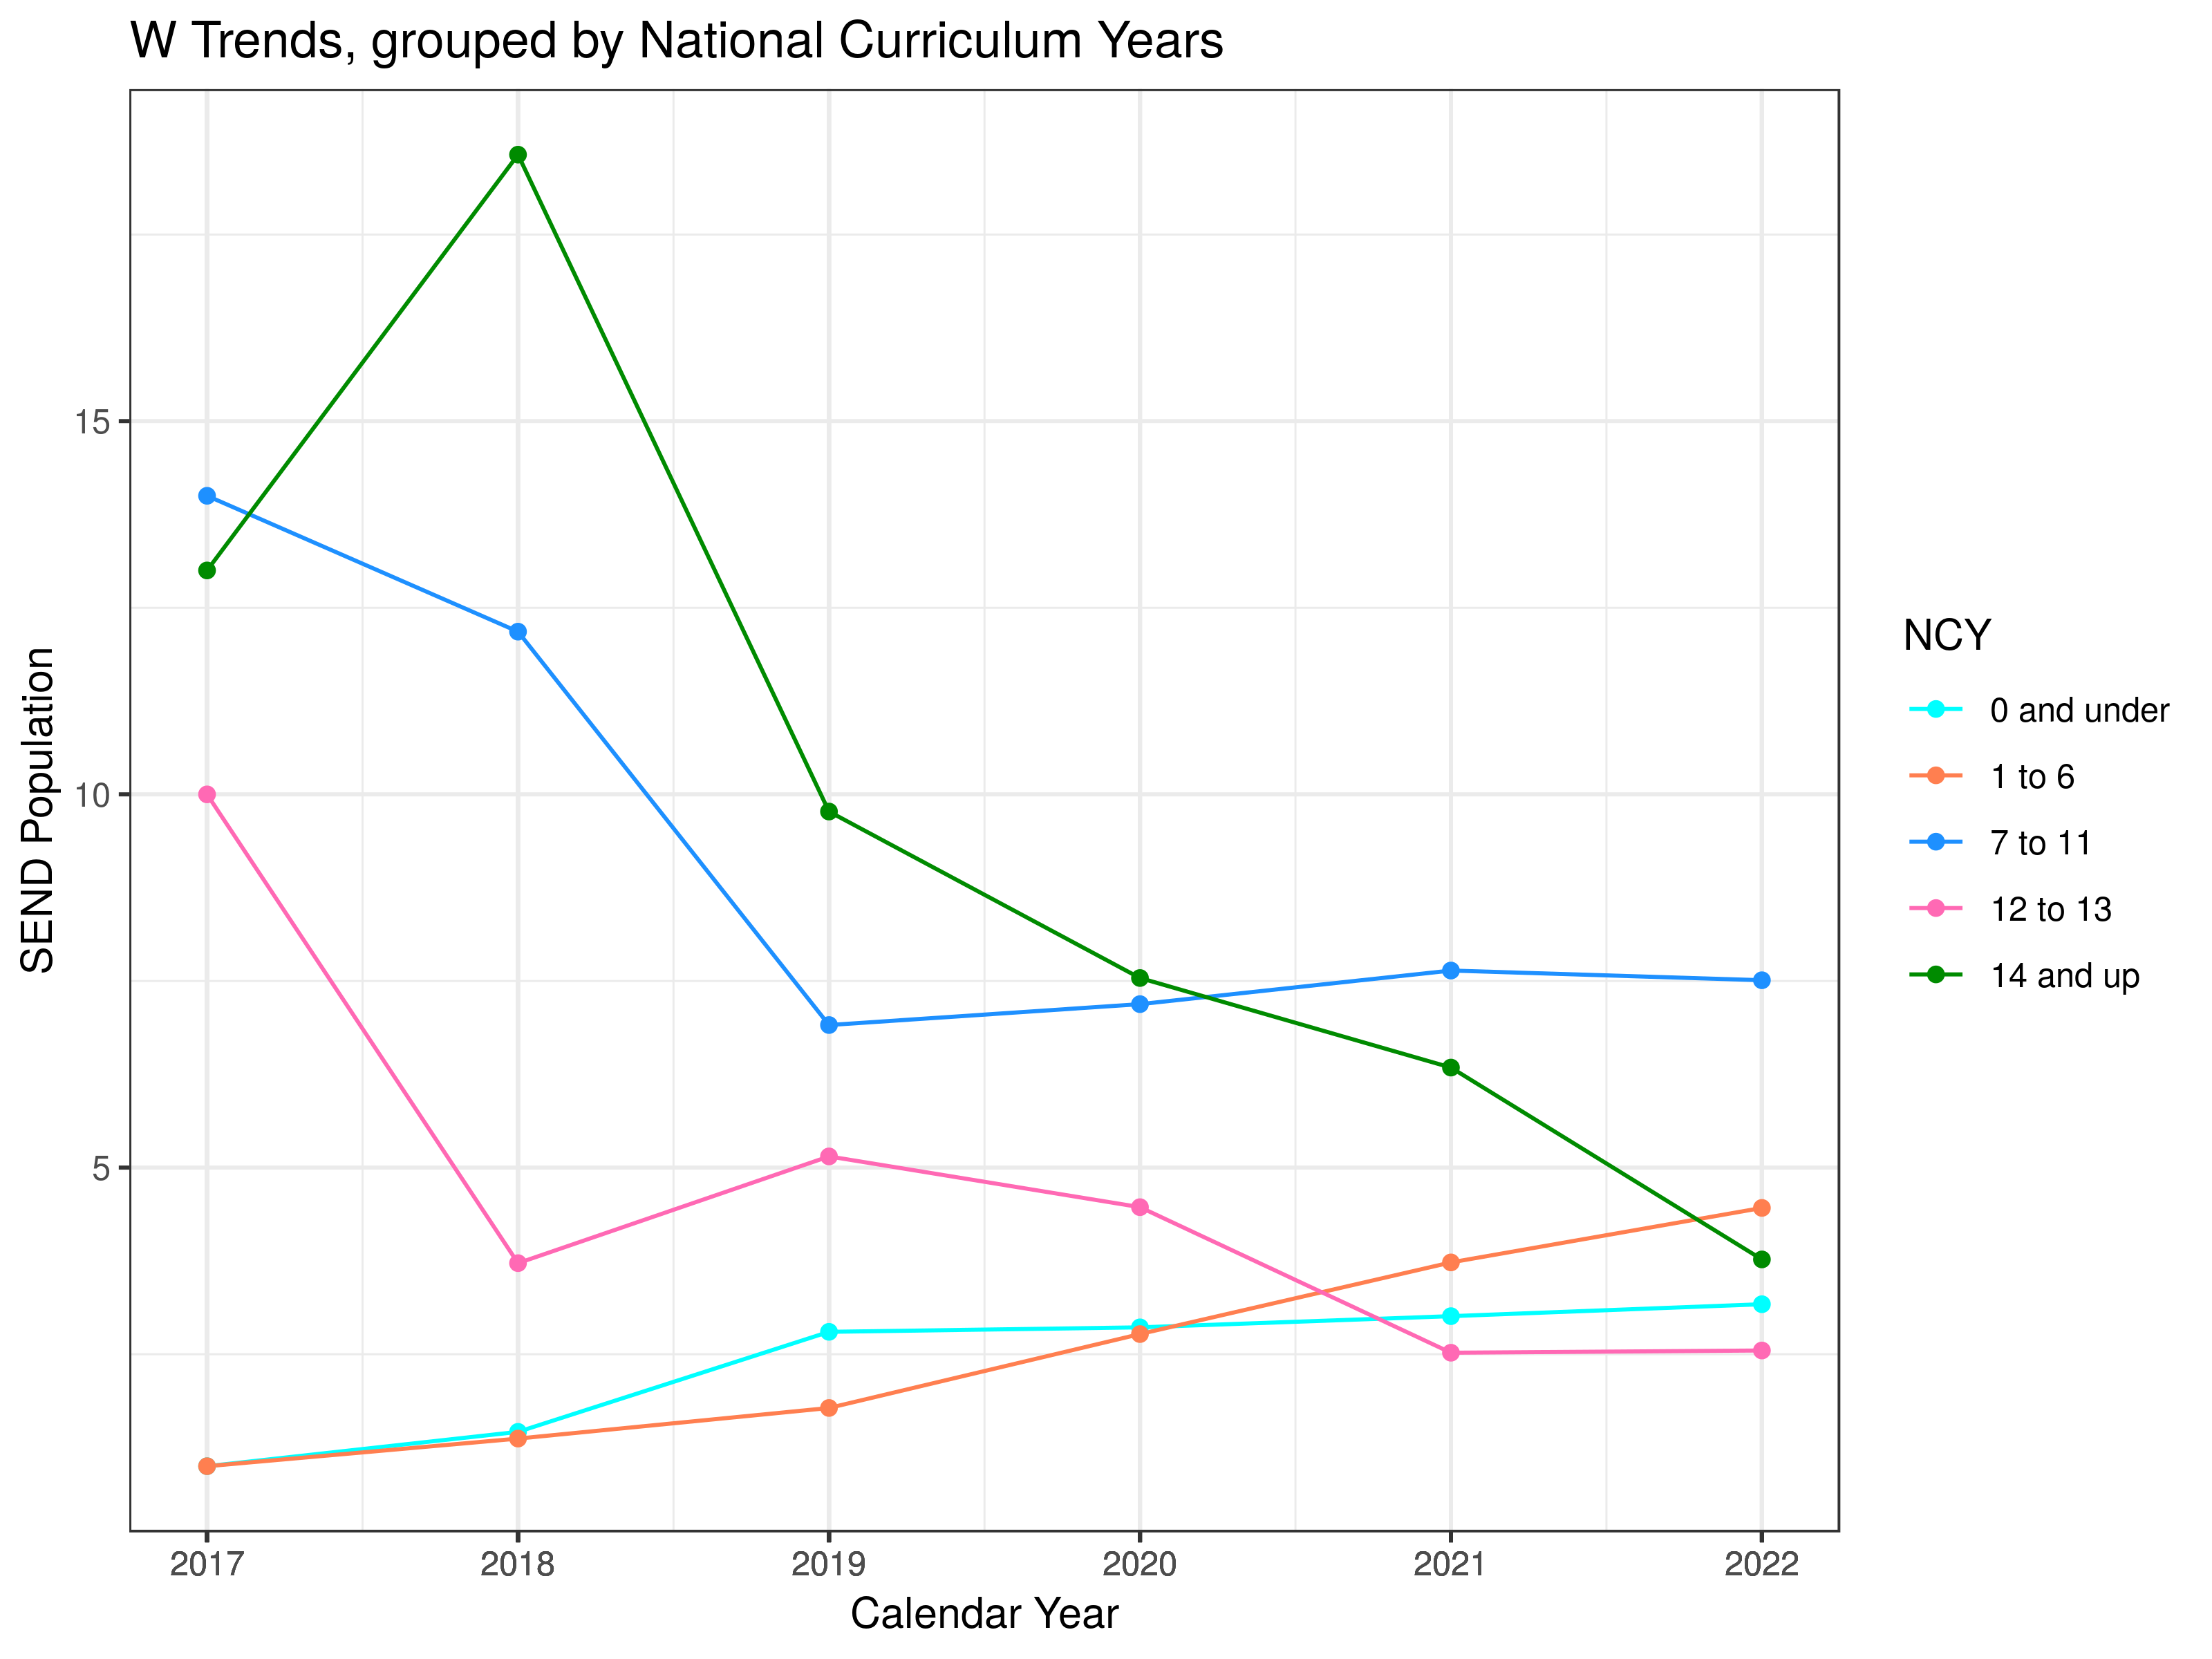 W Trends, grouped by National Curriculum Years
SEND Population
15
10
5
2017 2018 2019 2020 2021 2022
Calendar Year
NCY
0 and under
1 to 6
7 to 11
12 to 13
14 and up